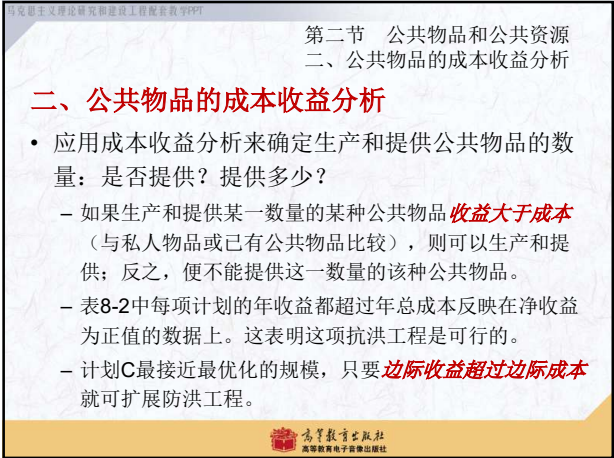 马克思主义理论研究和建设工程配套教学PPT
第二节　公共物品和公共资源
二、公共物品的成本收益分析
二、公共物品的成本收益分析
• 应用成本收益分析来确定生产和提供公共物品的数
量：是否提供？提供多少？
– 如果生产和提供某一数量的某种公共物品收益大于成本
（与私人物品或已有公共物品比较），则可以生产和提
供；反之，便不能提供这一数量的该种公共物品。
– 表8-2中每项计划的年收益都超过年总成本反映在净收益
为正值的数据上。这表明这项抗洪工程是可行的。
– 计划C最接近最优化的规模，只要边际收益超过边际成本
就可扩展防洪工程。
高等教育出版社
高等教育电子音像出版社